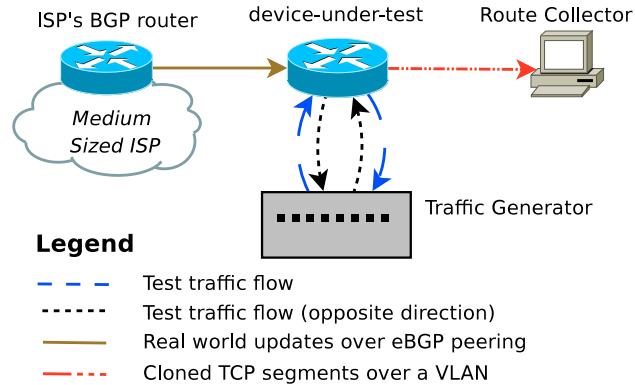 ISP's BGP router
device-under-test
Route Collector
Medium
Sized ISP
Traffic Generator
Legend
Test traffic flow
Test traffic flow (opposite direction)
Real world updates over eBGP peering
Cloned TCP segments over a VLAN